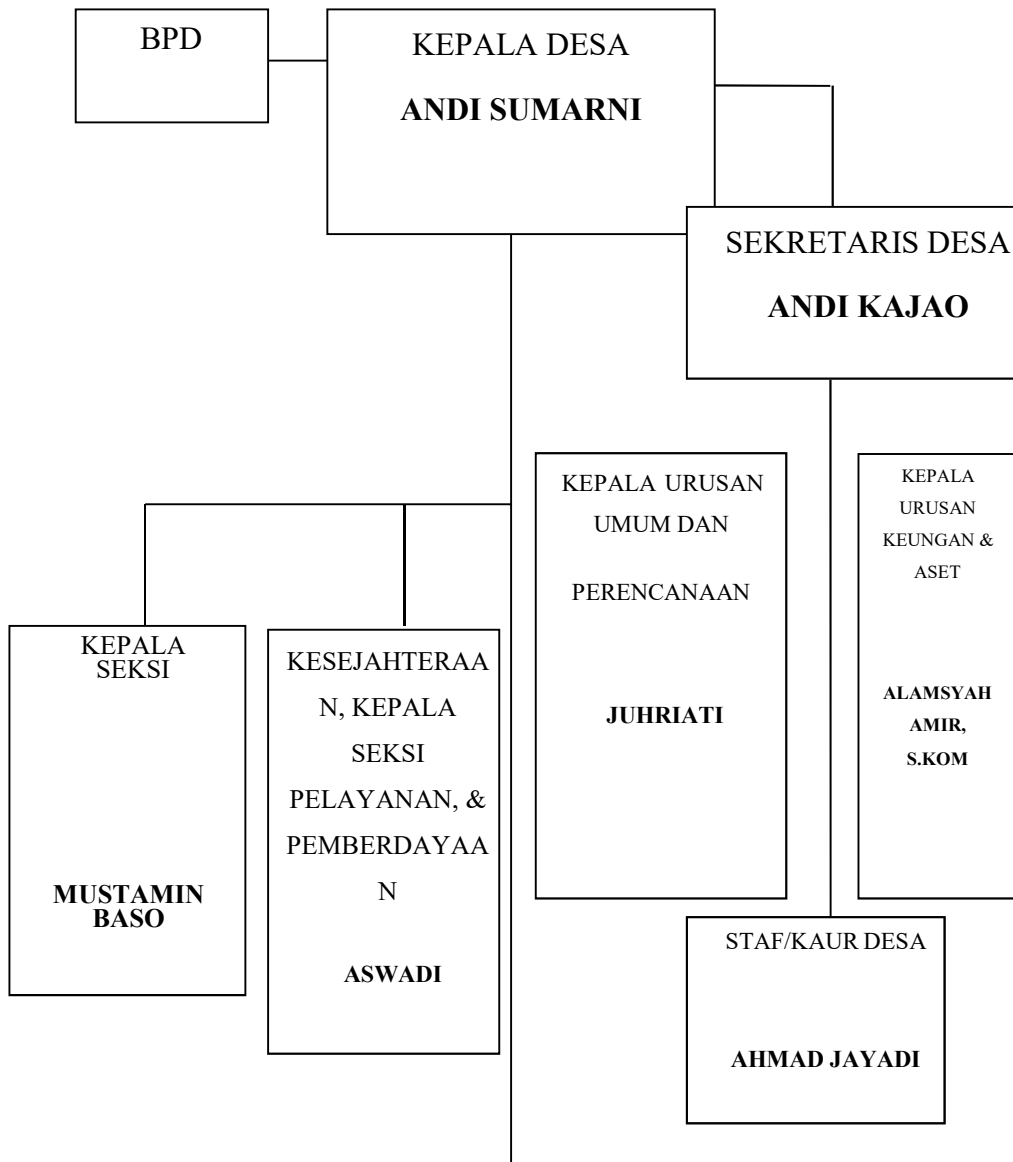 BPD
KEPALA DESA
ANDI SUMARNI
SEKRETARIS DESA
ANDI KAJAO
KEPALA URUSAN
UMUM DAN
PERENCANAAN
JUHRIATI
KEPALA
URUSAN
KEUNGAN &
ASET
ALAMSYAH
AMIR,
S.KOM
KEPALA
SEKSI
MUSTAMIN
BASO
KESEJAHTERAA
N, KEPALA
SEKSI
PELAYANAN, &
PEMBERDAYAA
N
ASWADI
STAF/KAUR DESA
AHMAD JAYADI